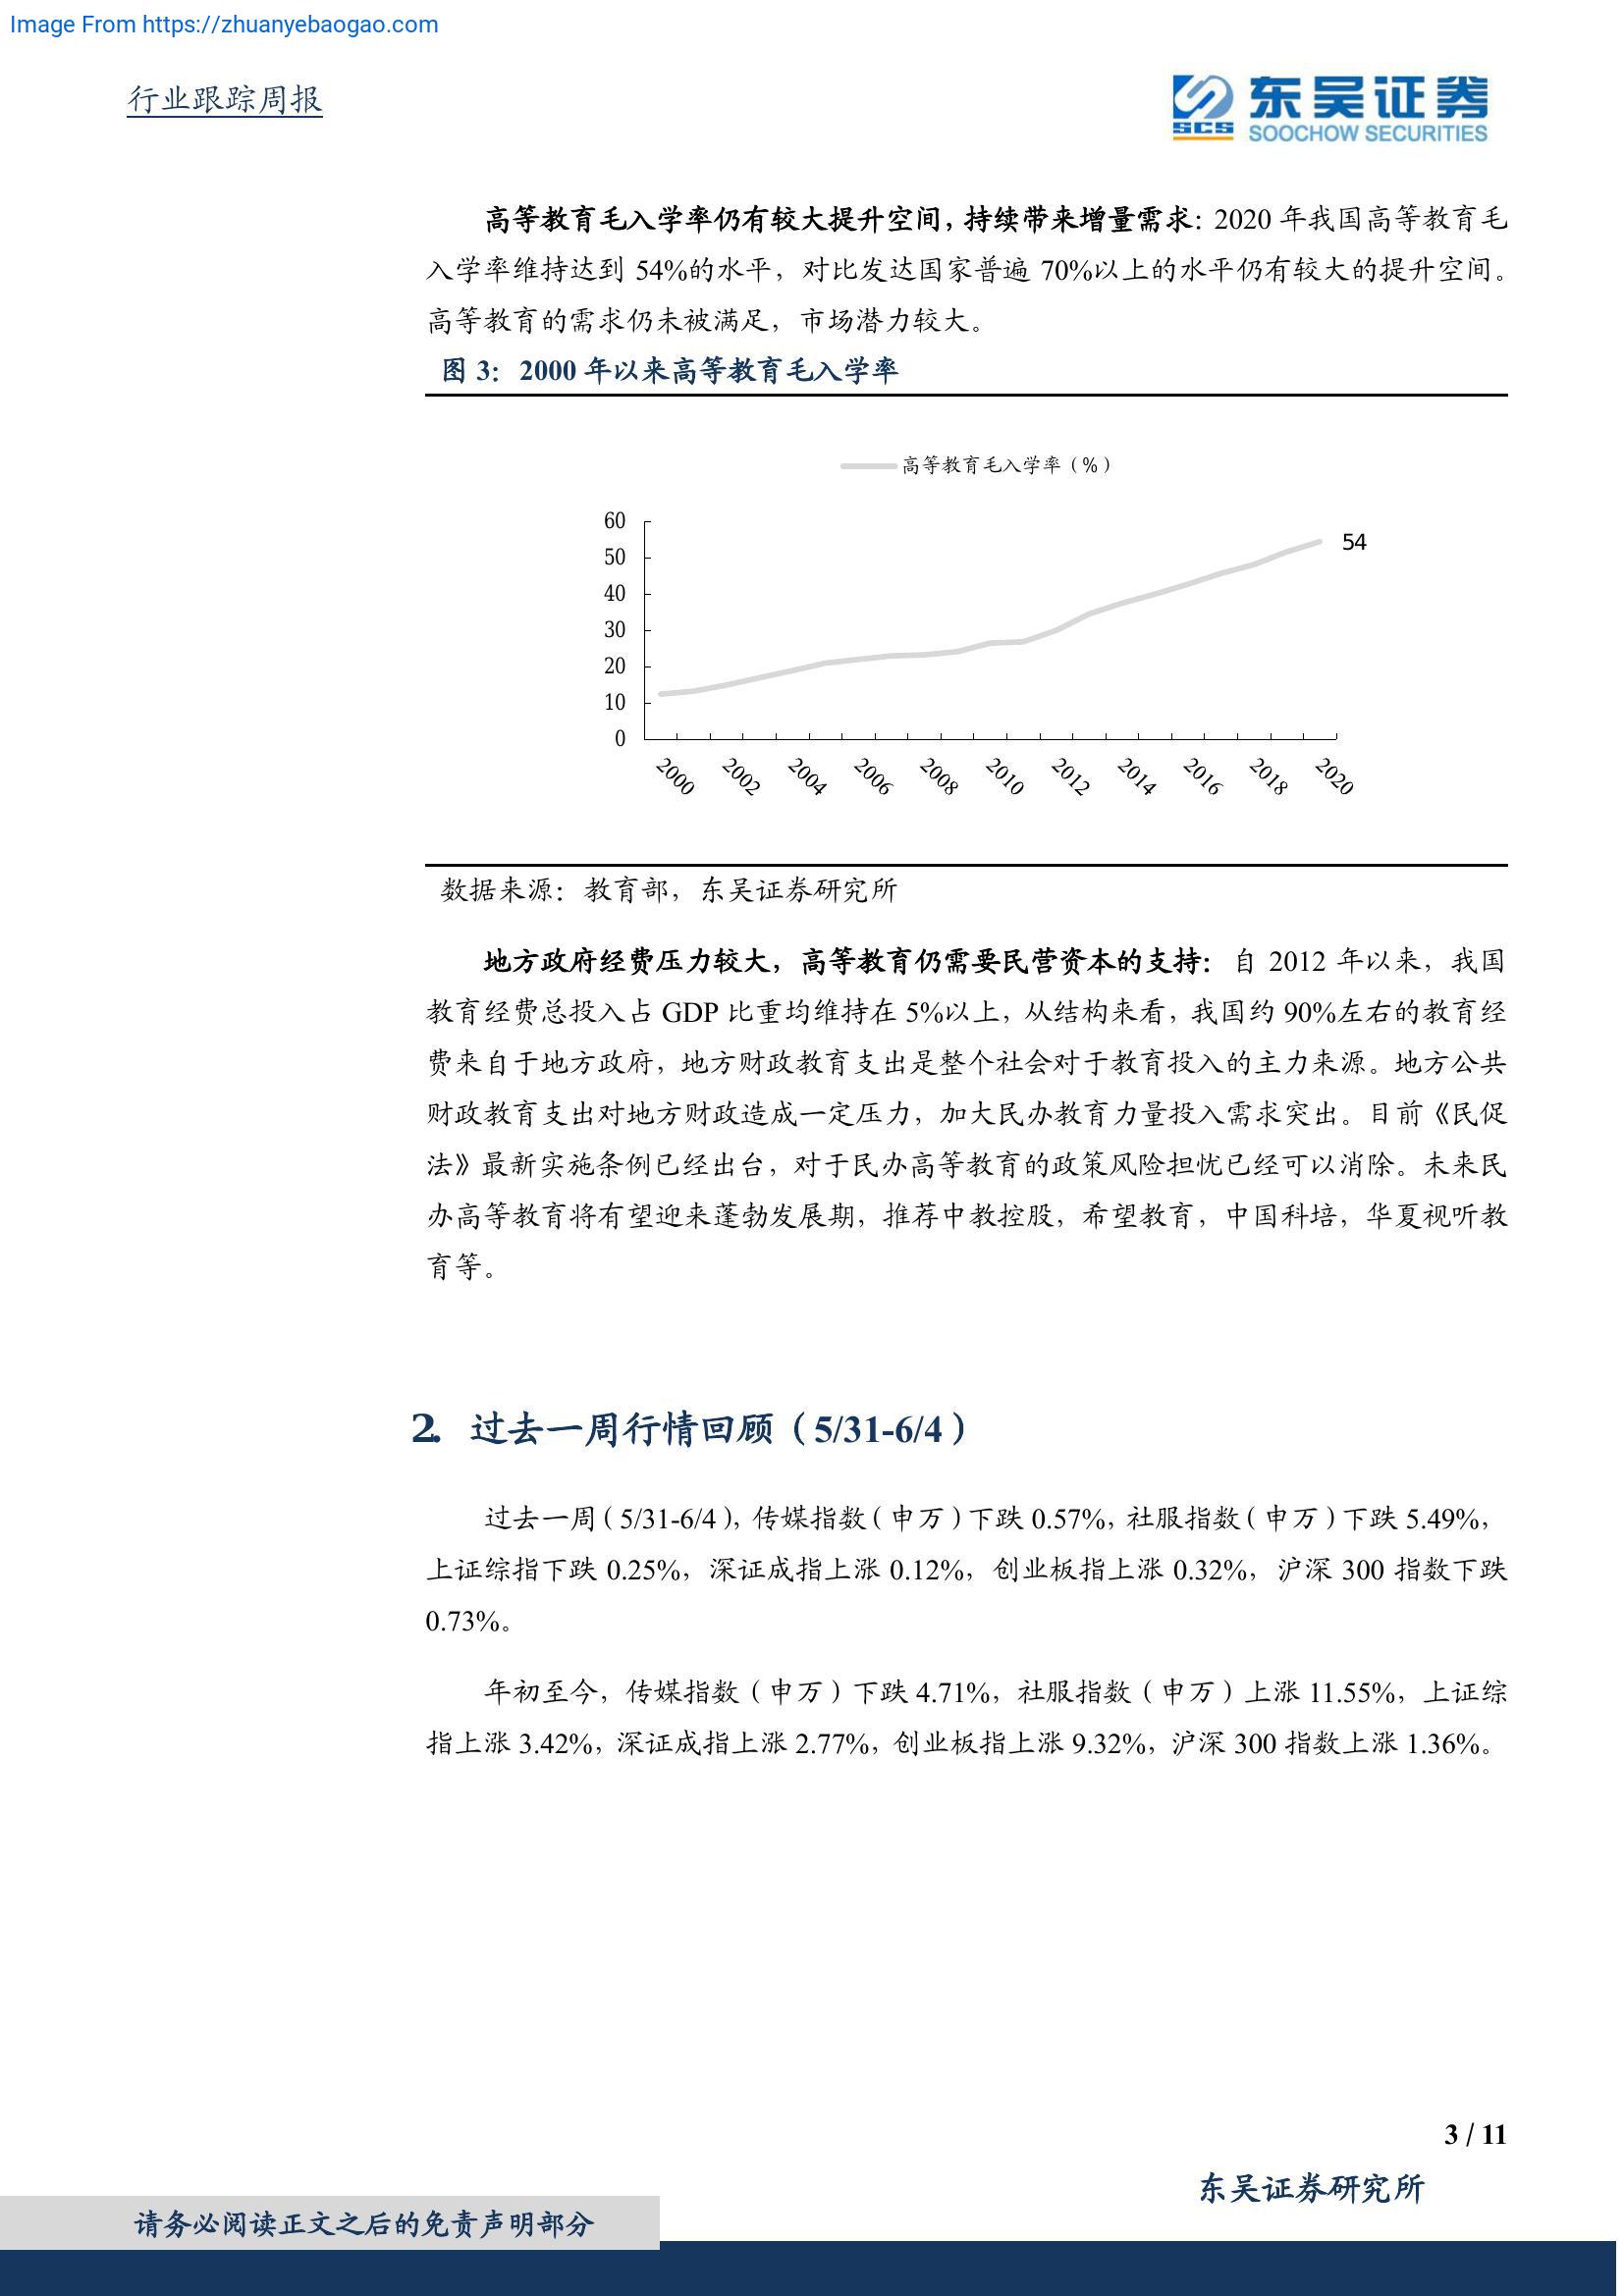 Image From https://zhuanyebaogao.com
行业跟踪周报
东吴证券
SCS
SOOCHOW SECURITIES
高等教育毛入学率仍有较大提升空间，持续带来增量需求：2020 年我国高等教育毛
入学率维持达到 54%的水平，对比发达国家普遍 70%以上的水平仍有较大的提升空间。
高等教育的需求仍未被满足，市场潜力较大。
图 3：2000 年以来高等教育毛入学率
高等教育毛入学率（%）
60
50
40
30
20
10
0
54
2000 2002 2004 2006 2008 2010 2012 2014 2016 2018 2020
数据来源：教育部，东吴证券研究所
地方政府经费压力较大，高等教育仍需要民营资本的支持：自 2012 年以来，我国
教育经费总投入占 GDP 比重均维持在 5%以上，从结构来看，我国约 90%左右的教育经
费来自于地方政府，地方财政教育支出是整个社会对于教育投入的主力来源。地方公共
财政教育支出对地方财政造成一定压力，加大民办教育力量投入需求突出。目前《民促
法》最新实施条例已经出台，对于民办高等教育的政策风险担忧已经可以消除。未来民
办高等教育将有望迎来蓬勃发展期，推荐中教控股，希望教育，中国科培，华夏视听教
育等。
2. 过去一周行情回顾（5/31-6/4）
过去一周（5/31-6/4），传媒指数（申万）下跌 0.57%，社服指数（申万）下跌 5.49%，
上证综指下跌 0.25%，深证成指上涨 0.12%，创业板指上涨 0.32%，沪深 300 指数下跌
0.73%。
年初至今，传媒指数（申万）下跌 4.71%，社服指数（申万）上涨 11.55%，上证综
指上涨 3.42%，深证成指上涨 2.77%，创业板指上涨 9.32%，沪深 300 指数上涨 1.36%。
3 / 11
东吴证券研究所
请务必阅读正文之后的免责声明部分